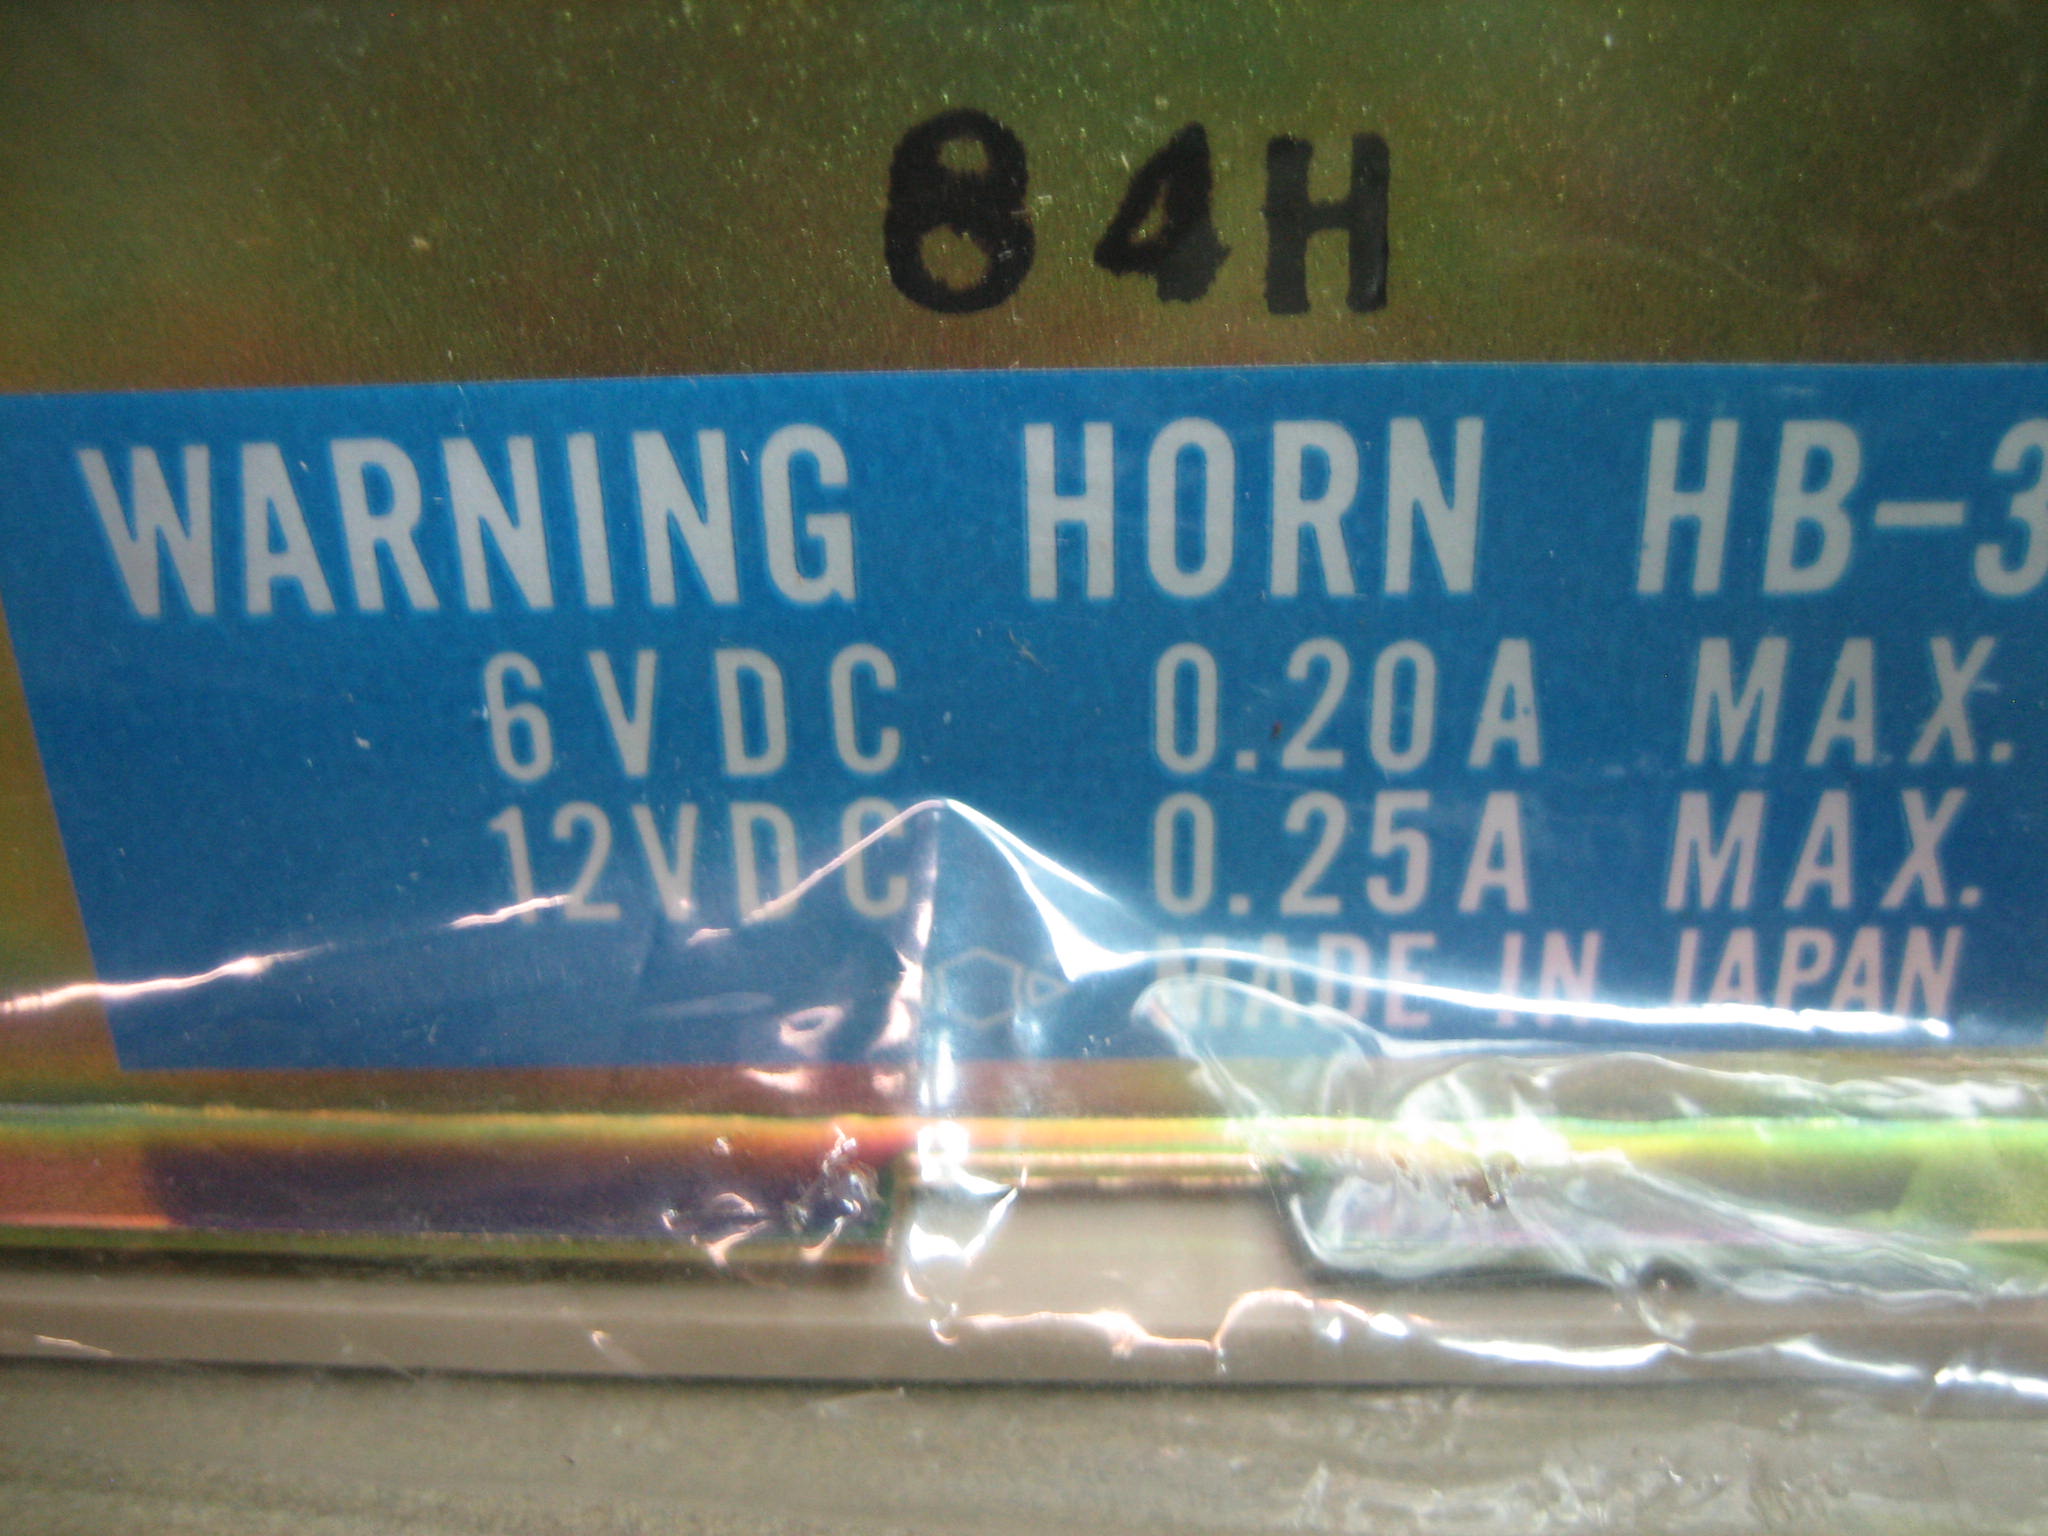 84H
WARNING HORN HB-3
6VDC 0.20A MAX.
12VDC 0.25A MAX.
MADE IN JAPAN